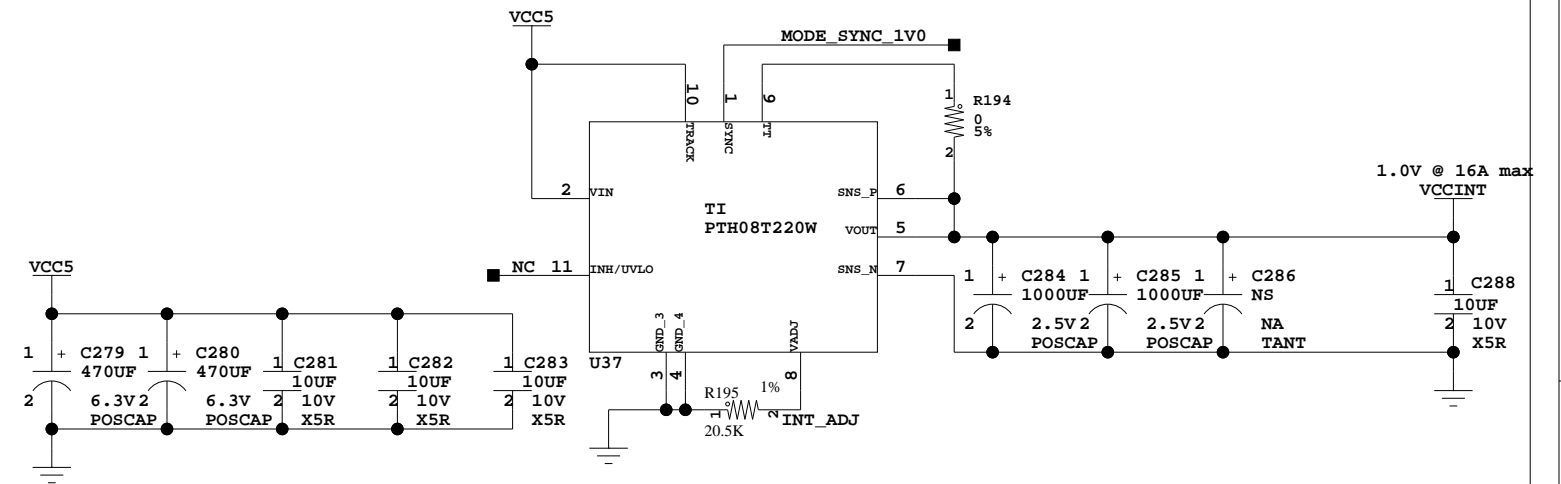 VCC5
MODE_SYNC_1V0
10
1
9
1
R194
0
5%
2
TRACK
SYNC
TT
1.0V @ 16A max
VCCINT
2
VIN
SNS_P
6
TI
PTH08T220W
VOUT
5
NC
11
INH/UVLO
SNS_N
7
VCC5
1
+
C284
1000UF
2
2.5V
POSCAP
1
+
C285
1000UF
2
2.5V
POSCAP
1
+
C286
NS
2
NA
TANT
1
C288
10UF
2
10V
X5R
GND_3
GND_4
VADJ
U37
3
4
8
1
+
C279
470UF
2
6.3V
POSCAP
1
+
C280
470UF
2
6.3V
POSCAP
1
C281
10UF
2
10V
X5R
1
C282
10UF
2
10V
X5R
1
C283
10UF
2
10V
X5R
R195
1%
1
2
20.5K
INT_ADJ